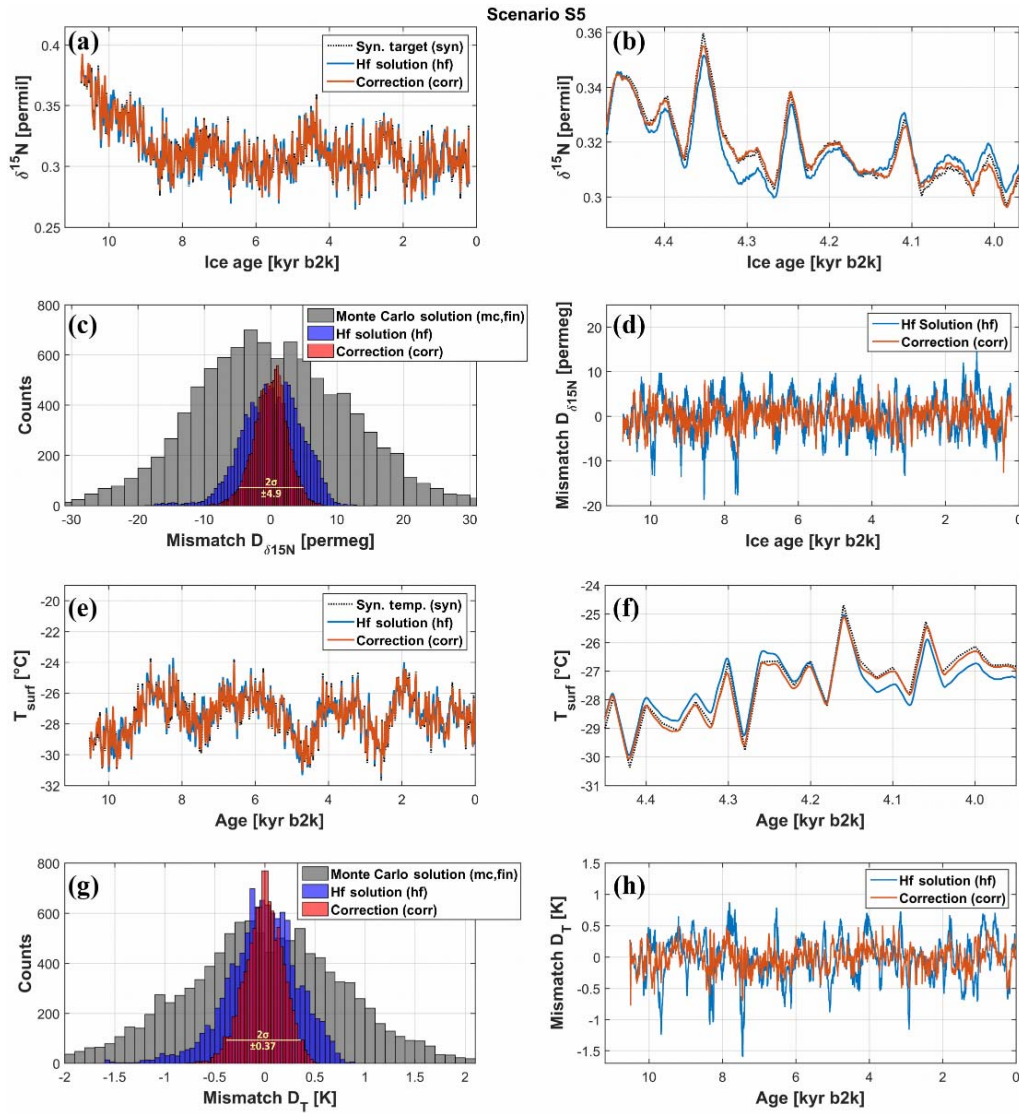 Scenario S5
(a)
Syn. target (syn)
Hf solution (hf)
Correction (corr)
0.4
0.35
0.3
0.25
δ15N [permil]
10 8 6 4 2 0
Ice age [kyr b2k]
(b)
0.36
0.34
0.32
0.3
δ15N [permil]
4.4 4.3 4.2 4.1 4.0
Ice age [kyr b2k]
(c)
Monte Carlo solution (mc,fin)
Hf solution (hf)
Correction (corr)
800
600
400
200
0
Counts
2σ
±4.9
-30 -20 -10 0 10 20 30
Mismatch Dδ15N [permeg]
(d)
Hf Solution (hf)
Correction (corr)
20
10
0
-10
-20
Mismatch Dδ15N [permeg]
10 8 6 4 2 0
Ice age [kyr b2k]
(e)
Syn. temp. (syn)
Hf solution (hf)
Correction (corr)
-20
-22
-24
-26
-28
-30
-32
Tsurf [°C]
10 8 6 4 2 0
Age [kyr b2k]
(f)
-24
-25
-26
-27
-28
-29
-30
-31
Tsurf [°C]
4.4 4.3 4.2 4.1 4.0
Age [kyr b2k]
(g)
Monte Carlo solution (mc,fin)
Hf solution (hf)
Correction (corr)
800
600
400
200
0
Counts
2σ
±0.37
-2 -1.5 -1 -0.5 0 0.5 1 1.5 2
Mismatch DT [K]
(h)
Hf solution (hf)
Correction (corr)
1.5
1.0
0.5
0
-0.5
-1
-1.5
Mismatch DT [K]
10 8 6 4 2 0
Age [kyr b2k]